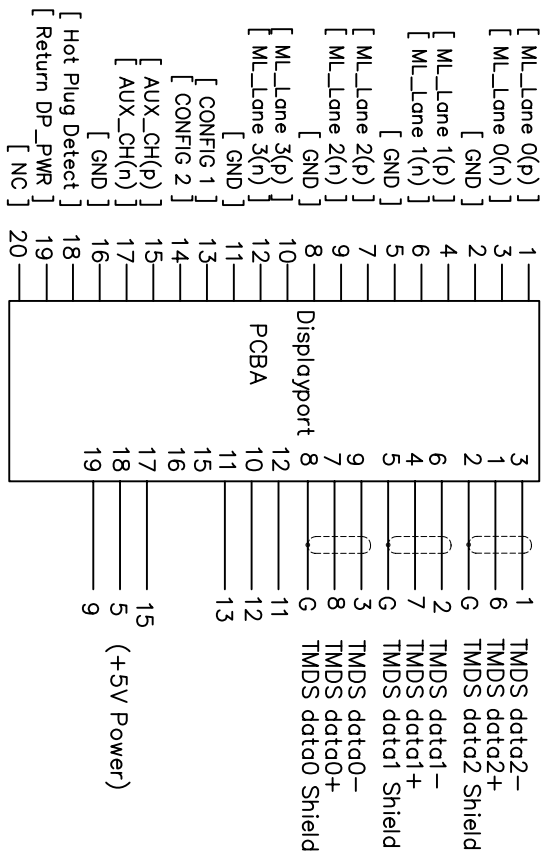 [ ML_Lane 0(p) ] 1 3 1 TMDS data2-
[ ML_Lane 0(n) ] 3 1 6 TMDS data2+
[ GND ] 2 2 G TMDS data2 Shield
[ ML_Lane 1(p) ] 4 6 2 TMDS data1-
[ ML_Lane 1(n) ] 6 4 7 TMDS data1+
[ GND ] 5 5 G TMDS data1 Shield
[ ML_Lane 2(p) ] 7 9 3 TMDS data0-
[ ML_Lane 2(n) ] 9 7 8 TMDS data0+
[ GND ] 8 Displayport 8 G TMDS data0 Shield
[ ML_Lane 3(p) ] 10 12 11
[ ML_Lane 3(n) ] 12 PCBA 10 12
[ GND ] 11 11 13
[ CONFIG 1 ] 13 15
[ CONFIG 2 ] 14 16
[ AUX_CH(p) ] 15 17 15
[ AUX_CH(n) ] 17 18 5 (+5V Power)
[ GND ] 16 19 9
[ Hot Plug Detect ] 18
[ Return DP_PWR ] 19
[ NC ] 20